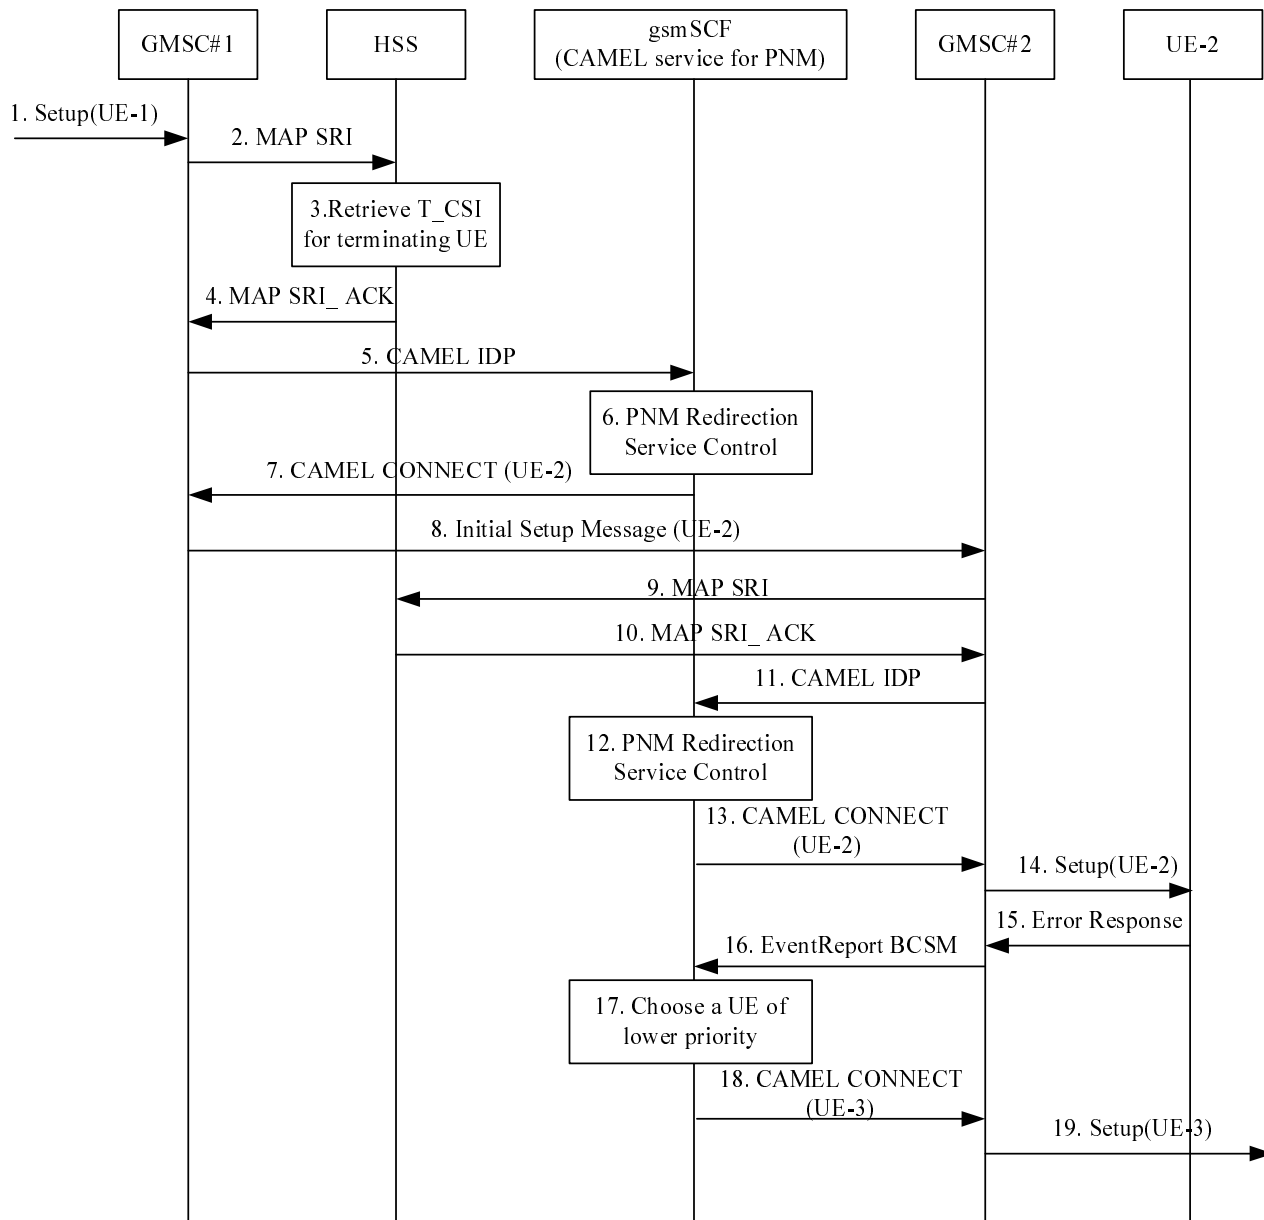 GMSC#1
HSS
gsmSCF
(CAMEL service for PNM)
GMSC#2
UE-2
1. Setup(UE-1)
2. MAP SRI
3.Retrieve T_CSI
for terminating UE
4. MAP SRI_ ACK
5. CAMEL IDP
6. PNM Redirection
Service Control
7. CAMEL CONNECT (UE-2)
8. Initial Setup Message (UE-2)
9. MAP SRI
10. MAP SRI_ ACK
11. CAMEL IDP
12. PNM Redirection
Service Control
13. CAMEL CONNECT
(UE-2)
14. Setup(UE-2)
15. Error Response
16. EventReport BCSM
17. Choose a UE of
lower priority
18. CAMEL CONNECT
(UE-3)
19. Setup(UE-3)